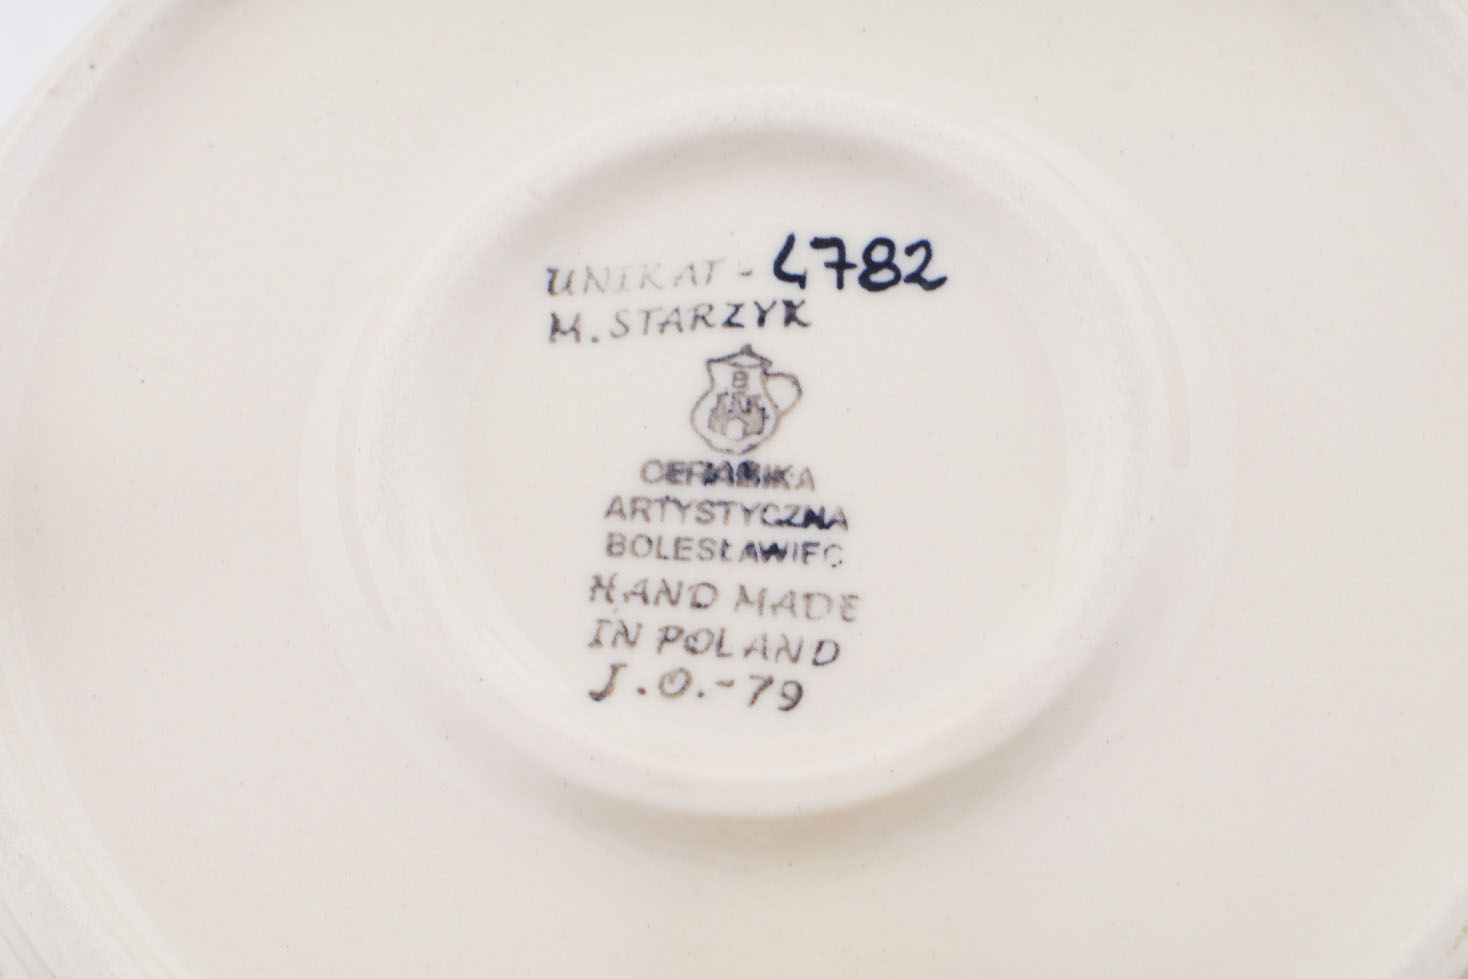 UNIKAT - 4782
M. STARZYK
B
CERAMIKA
ARTYSTYCZNA
BOLESŁAWIEC
HAND MADE
IN POLAND
J.O.-79